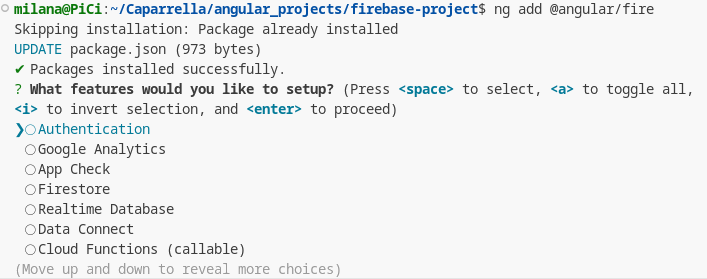 milana@PiCi:~/Caparrella/angular_projects/firebase-project$ ng add @angular/fire
Skipping installation: Package already installed
UPDATE package.json (973 bytes)
✔ Packages installed successfully.
? What features would you like to setup? (Press <space> to select, <a> to toggle all,
<i> to invert selection, and <enter> to proceed)
❯◯Authentication
◯Google Analytics
◯App Check
◯Firestore
◯Realtime Database
◯Data Connect
◯Cloud Functions (callable)
(Move up and down to reveal more choices)